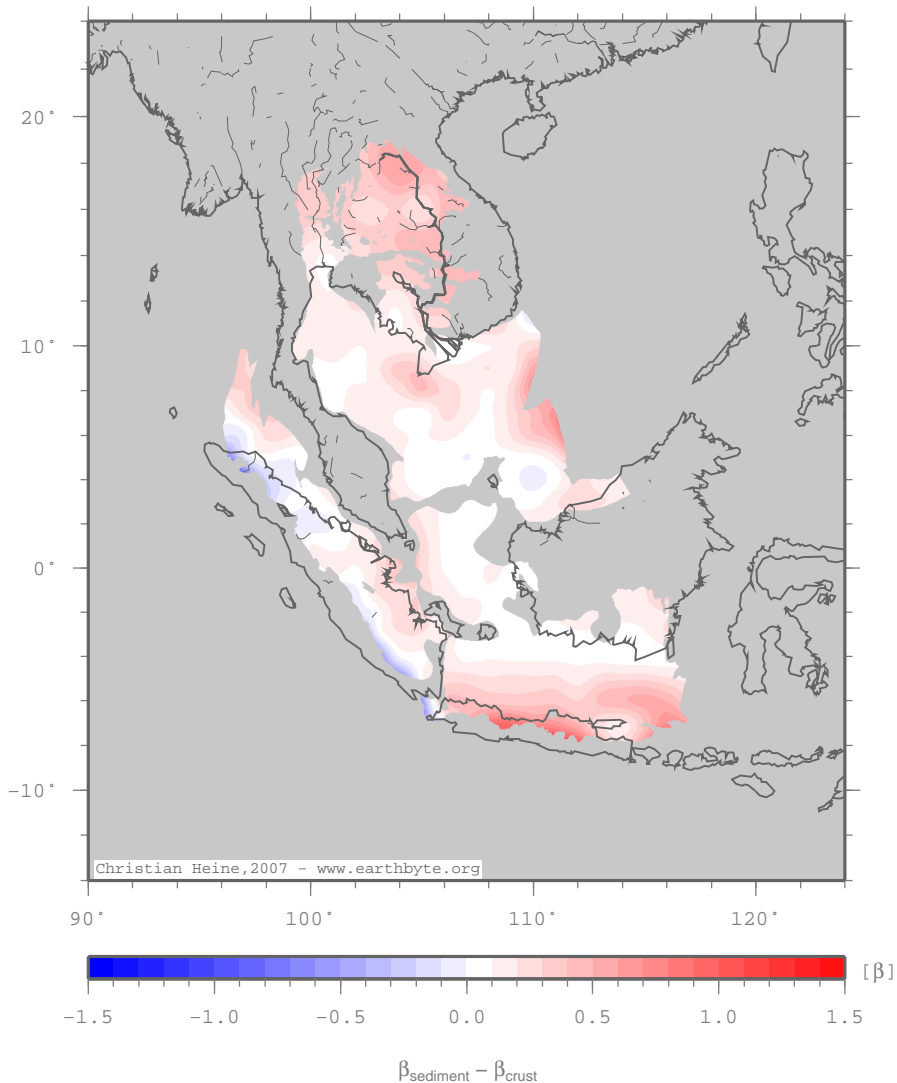 20°
10°
0°
−10°
Christian Heine,2007 − www.earthbyte.org
90° 100° 110° 120°
[β]
−1.5 −1.0 −0.5 0.0 0.5 1.0 1.5
βsediment − βcrust